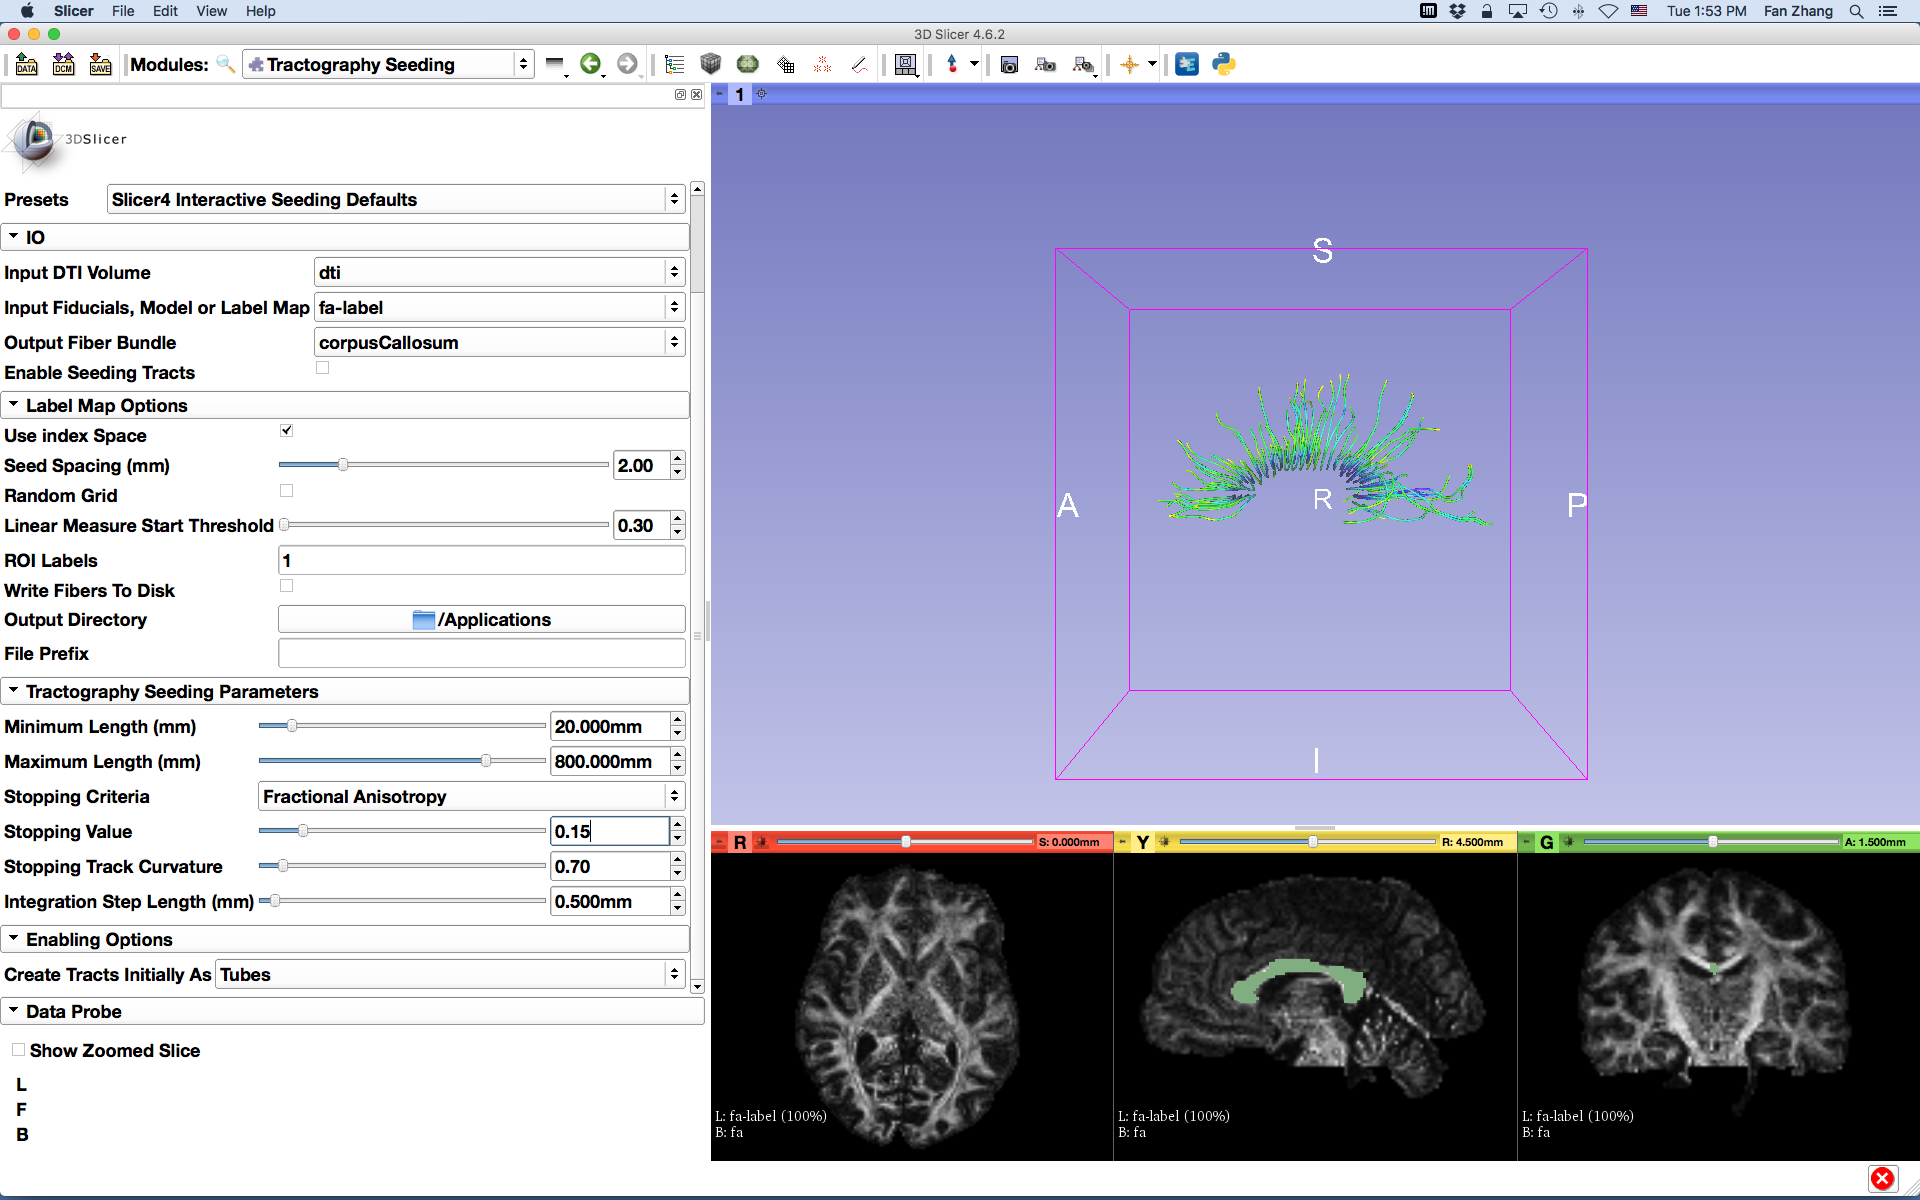 Slicer File Edit View Help Tue 1:53 PM Fan Zhang
3D Slicer 4.6.2
DATA DCM SAVE Modules: Tractography Seeding
1
3DSlicer
Presets Slicer4 Interactive Seeding Defaults
IO
Input DTI Volume dti
Input Fiducials, Model or Label Map fa-label
Output Fiber Bundle corpusCallosum
Enable Seeding Tracts
Label Map Options
Use index Space
Seed Spacing (mm) 2.00
Random Grid
Linear Measure Start Threshold 0.30
ROI Labels 1
Write Fibers To Disk
Output Directory /Applications
File Prefix
Tractography Seeding Parameters
Minimum Length (mm) 20.000mm
Maximum Length (mm) 800.000mm
Stopping Criteria Fractional Anisotropy
Stopping Value 0.15
Stopping Track Curvature 0.70
Integration Step Length (mm) 0.500mm
Enabling Options
Create Tracts Initially As Tubes
Data Probe
Show Zoomed Slice
L
F
B
S
A R P
I
R S: 0.000mm
L: fa-label (100%)
B: fa
Y R: 4.500mm
L: fa-label (100%)
B: fa
G A: 1.500mm
L: fa-label (100%)
B: fa